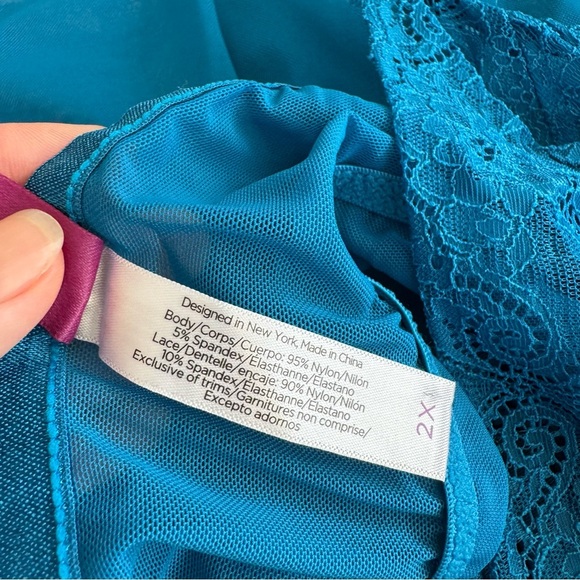 Designed in New York, Made in China
Body/Corps/Cuerpo: 95% Nylon/Nilón
5% Spandex/Elasthanne/Elastano
Lace/Dentelle/encaje: 90% Nylon/Nilón
10% Spandex/Elasthanne/Elastano
Exclusive of trims/Garnitures non comprise/
Excepto adornos
2X